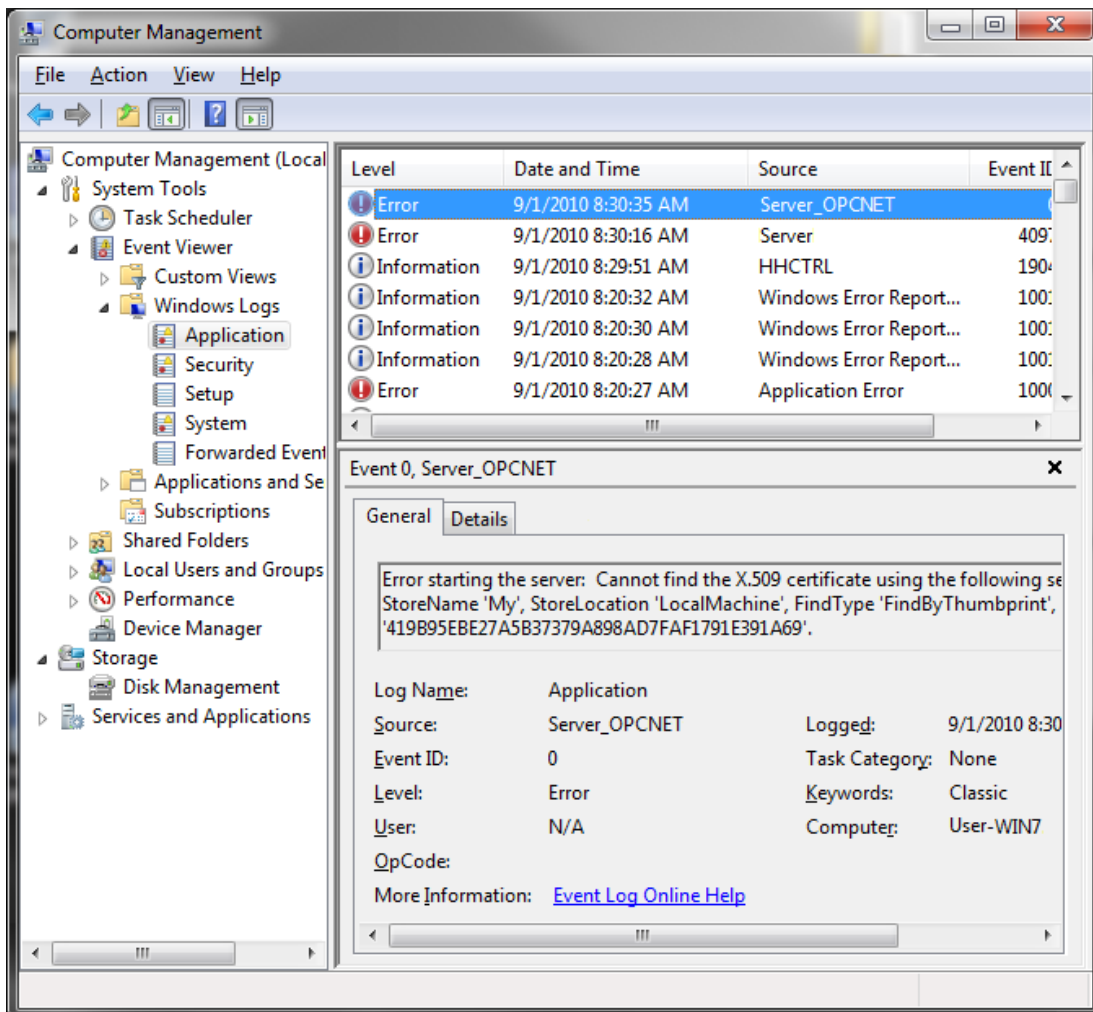 Computer Management
File Action View Help
Computer Management (Local
System Tools
Task Scheduler
Event Viewer
Custom Views
Windows Logs
Application
Security
Setup
System
Forwarded Event
Applications and Se
Subscriptions
Shared Folders
Local Users and Groups
Performance
Device Manager
Storage
Disk Management
Services and Applications
Level Date and Time Source Event ID
Error 9/1/2010 8:30:35 AM Server_OPCNET
Error 9/1/2010 8:30:16 AM Server 4097
Information 9/1/2010 8:29:51 AM HHCTRL 1904
Information 9/1/2010 8:20:32 AM Windows Error Report... 1001
Information 9/1/2010 8:20:30 AM Windows Error Report... 1001
Information 9/1/2010 8:20:28 AM Windows Error Report... 1001
Error 9/1/2010 8:20:27 AM Application Error 1000
Event 0, Server_OPCNET
General Details
Error starting the server: Cannot find the X.509 certificate using the following se
StoreName 'My', StoreLocation 'LocalMachine', FindType 'FindByThumbprint',
'419B95EBE27A5B37379A898AD7FAF1791E391A69'.
Log Name: Application
Source: Server_OPCNET Logged: 9/1/2010 8:30
Event ID: 0 Task Category: None
Level: Error Keywords: Classic
User: N/A Computer: User-WIN7
OpCode:
More Information: Event Log Online Help